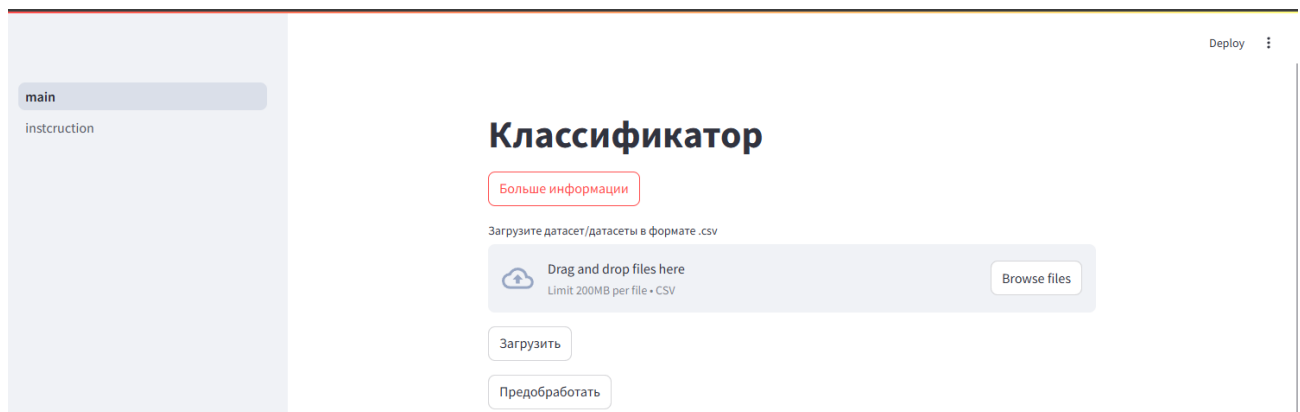 Deploy
main
instcruction
Классификатор
Больше информации
Загрузите датасет/датасеты в формате .csv
Drag and drop files here
Limit 200MB per file • CSV
Browse files
Загрузить
Предобработать